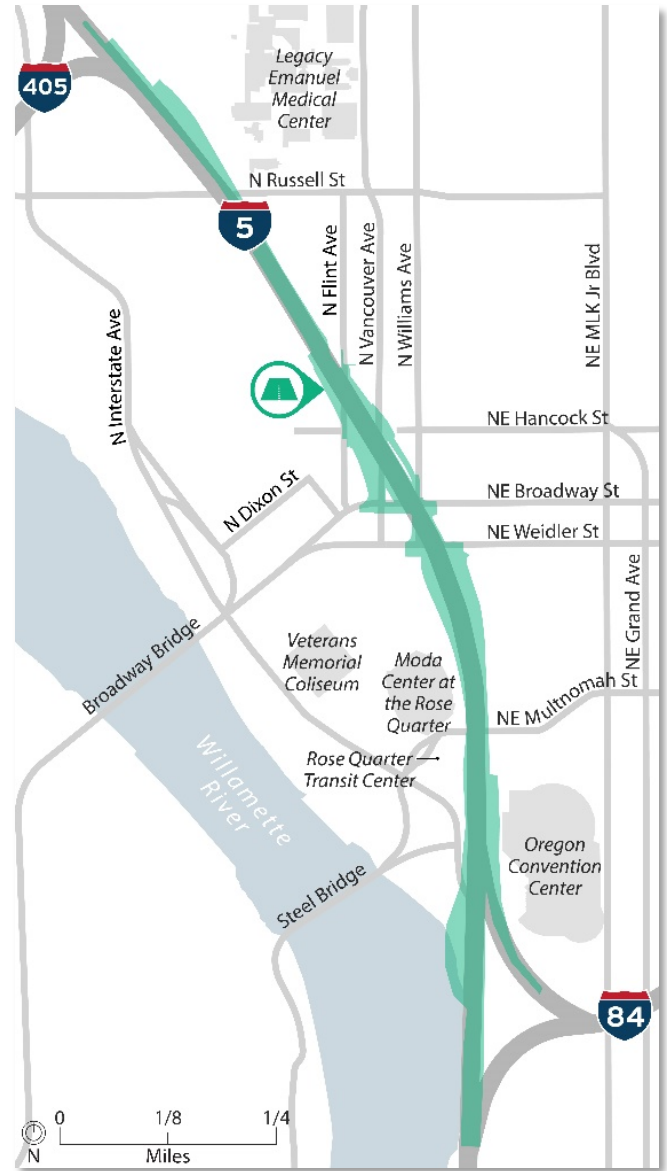 405
Legacy
Emanuel
Medical
Center
N Russell St
5
N Flint Ave
N Vancouver Ave
N Williams Ave
NE MLK Jr Blvd
N Interstate Ave
NE Hancock St
N Dixon St
NE Broadway St
NE Weidler St
NE Grand Ave
Broadway Bridge
Veterans
Memorial
Coliseum
Moda
Center at
the Rose
Quarter
NE Multnomah St
Willamette
River
Rose Quarter
Transit Center
Oregon
Convention
Center
Steel Bridge
84
0 1/8 1/4
Miles
N